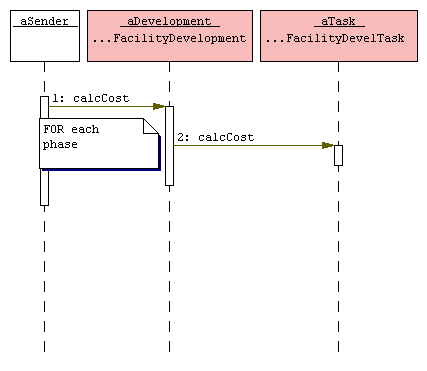 aSender
aDevelopment
...FacilityDevelopment
aTask
...FacilityDevelTask
1: calcCost
FOR each
phase
2: calcCost